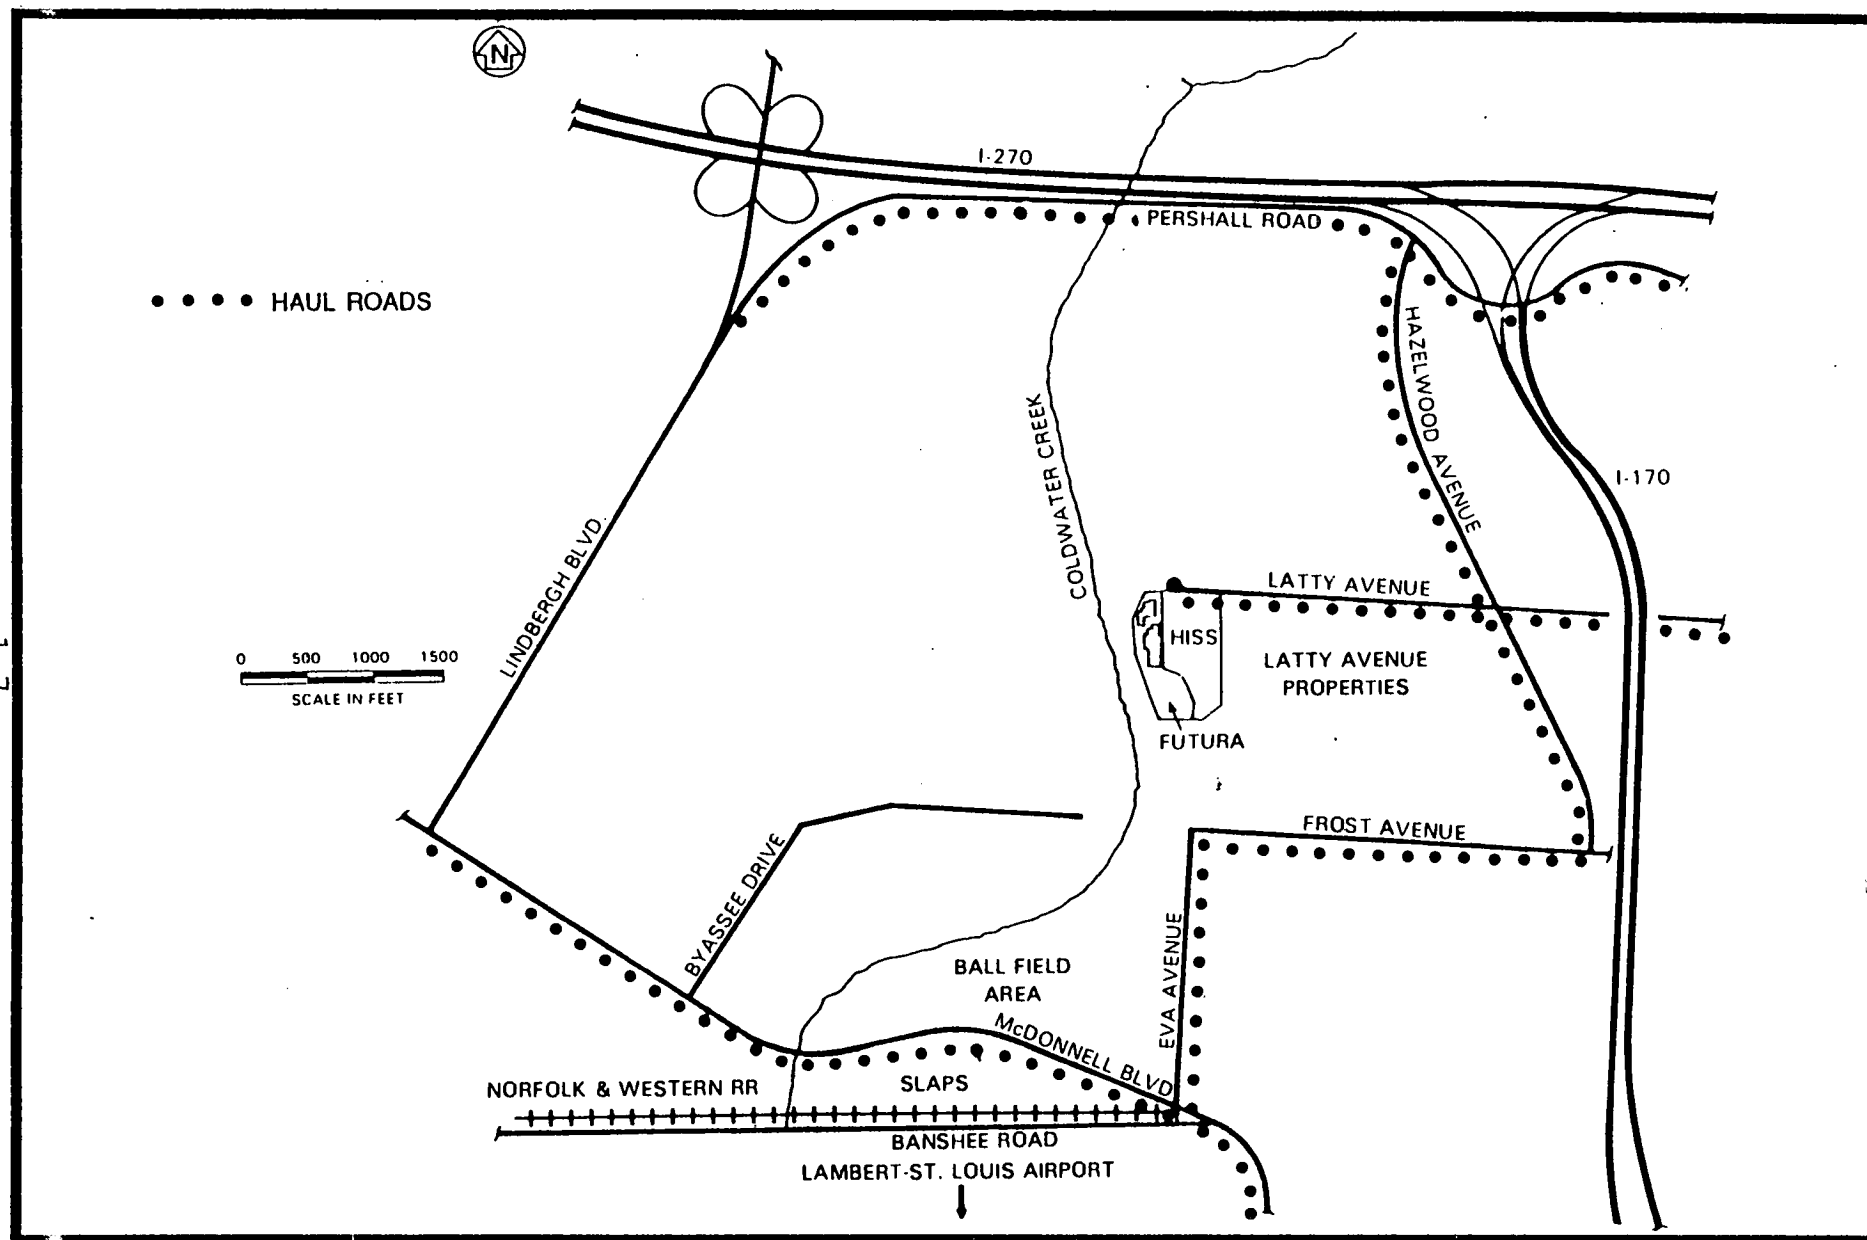 N
I-270
PERSHALL ROAD
HAUL ROADS
HAZELWOOD AVENUE
I-170
COLDWATER CREEK
LINDBERGH BLVD.
LATTY AVENUE
HISS
LATTY AVENUE
PROPERTIES
0 500 1000 1500
SCALE IN FEET
FUTURA
FROST AVENUE
BYASSEE DRIVE
EVA AVENUE
BALL FIELD
AREA
McDONNELL BLVD
SLAPS
NORFOLK & WESTERN RR
BANSHEE ROAD
LAMBERT-ST. LOUIS AIRPORT